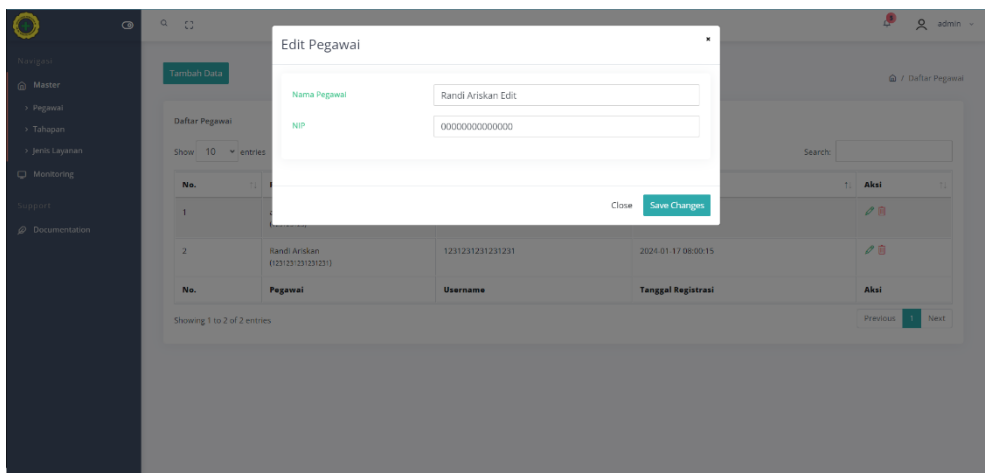 admin
Navigasi
Master
Pegawai
Tahapan
Jenis Layanan
Monitoring
Support
Documentation
Tambah Data
/ Daftar Pegawai
Daftar Pegawai
Show 10 entries
Search:
No. Aksi
1
2 Randi Ariskan 1231231231231231 2024-01-17 08:00:15
(1231231231231231)
No. Pegawai Username Tanggal Registrasi Aksi
Showing 1 to 2 of 2 entries
Previous 1 Next
Edit Pegawai
Nama Pegawai Randi Ariskan Edit
NIP 00000000000000
Close Save Changes